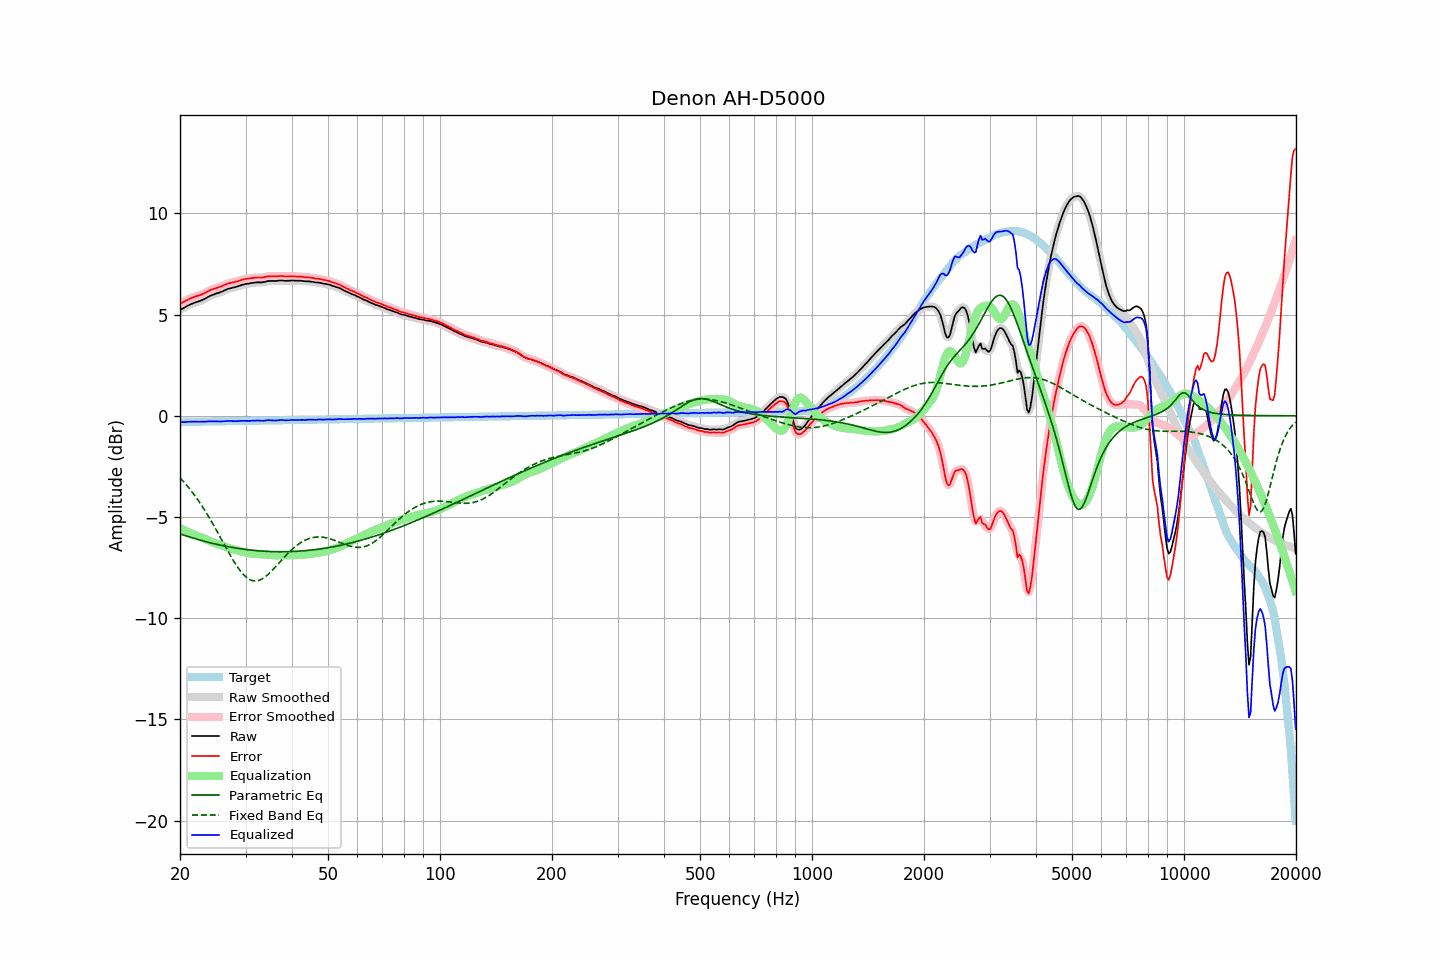 Denon AH-D5000
Amplitude (dBr)
10
5
0
−5
−10
−15
−20
Target
Raw Smoothed
Error Smoothed
Raw
Error
Equalization
Parametric Eq
Fixed Band Eq
Equalized
20 50 100 200 500 1000 2000 5000 10000 20000
Frequency (Hz)